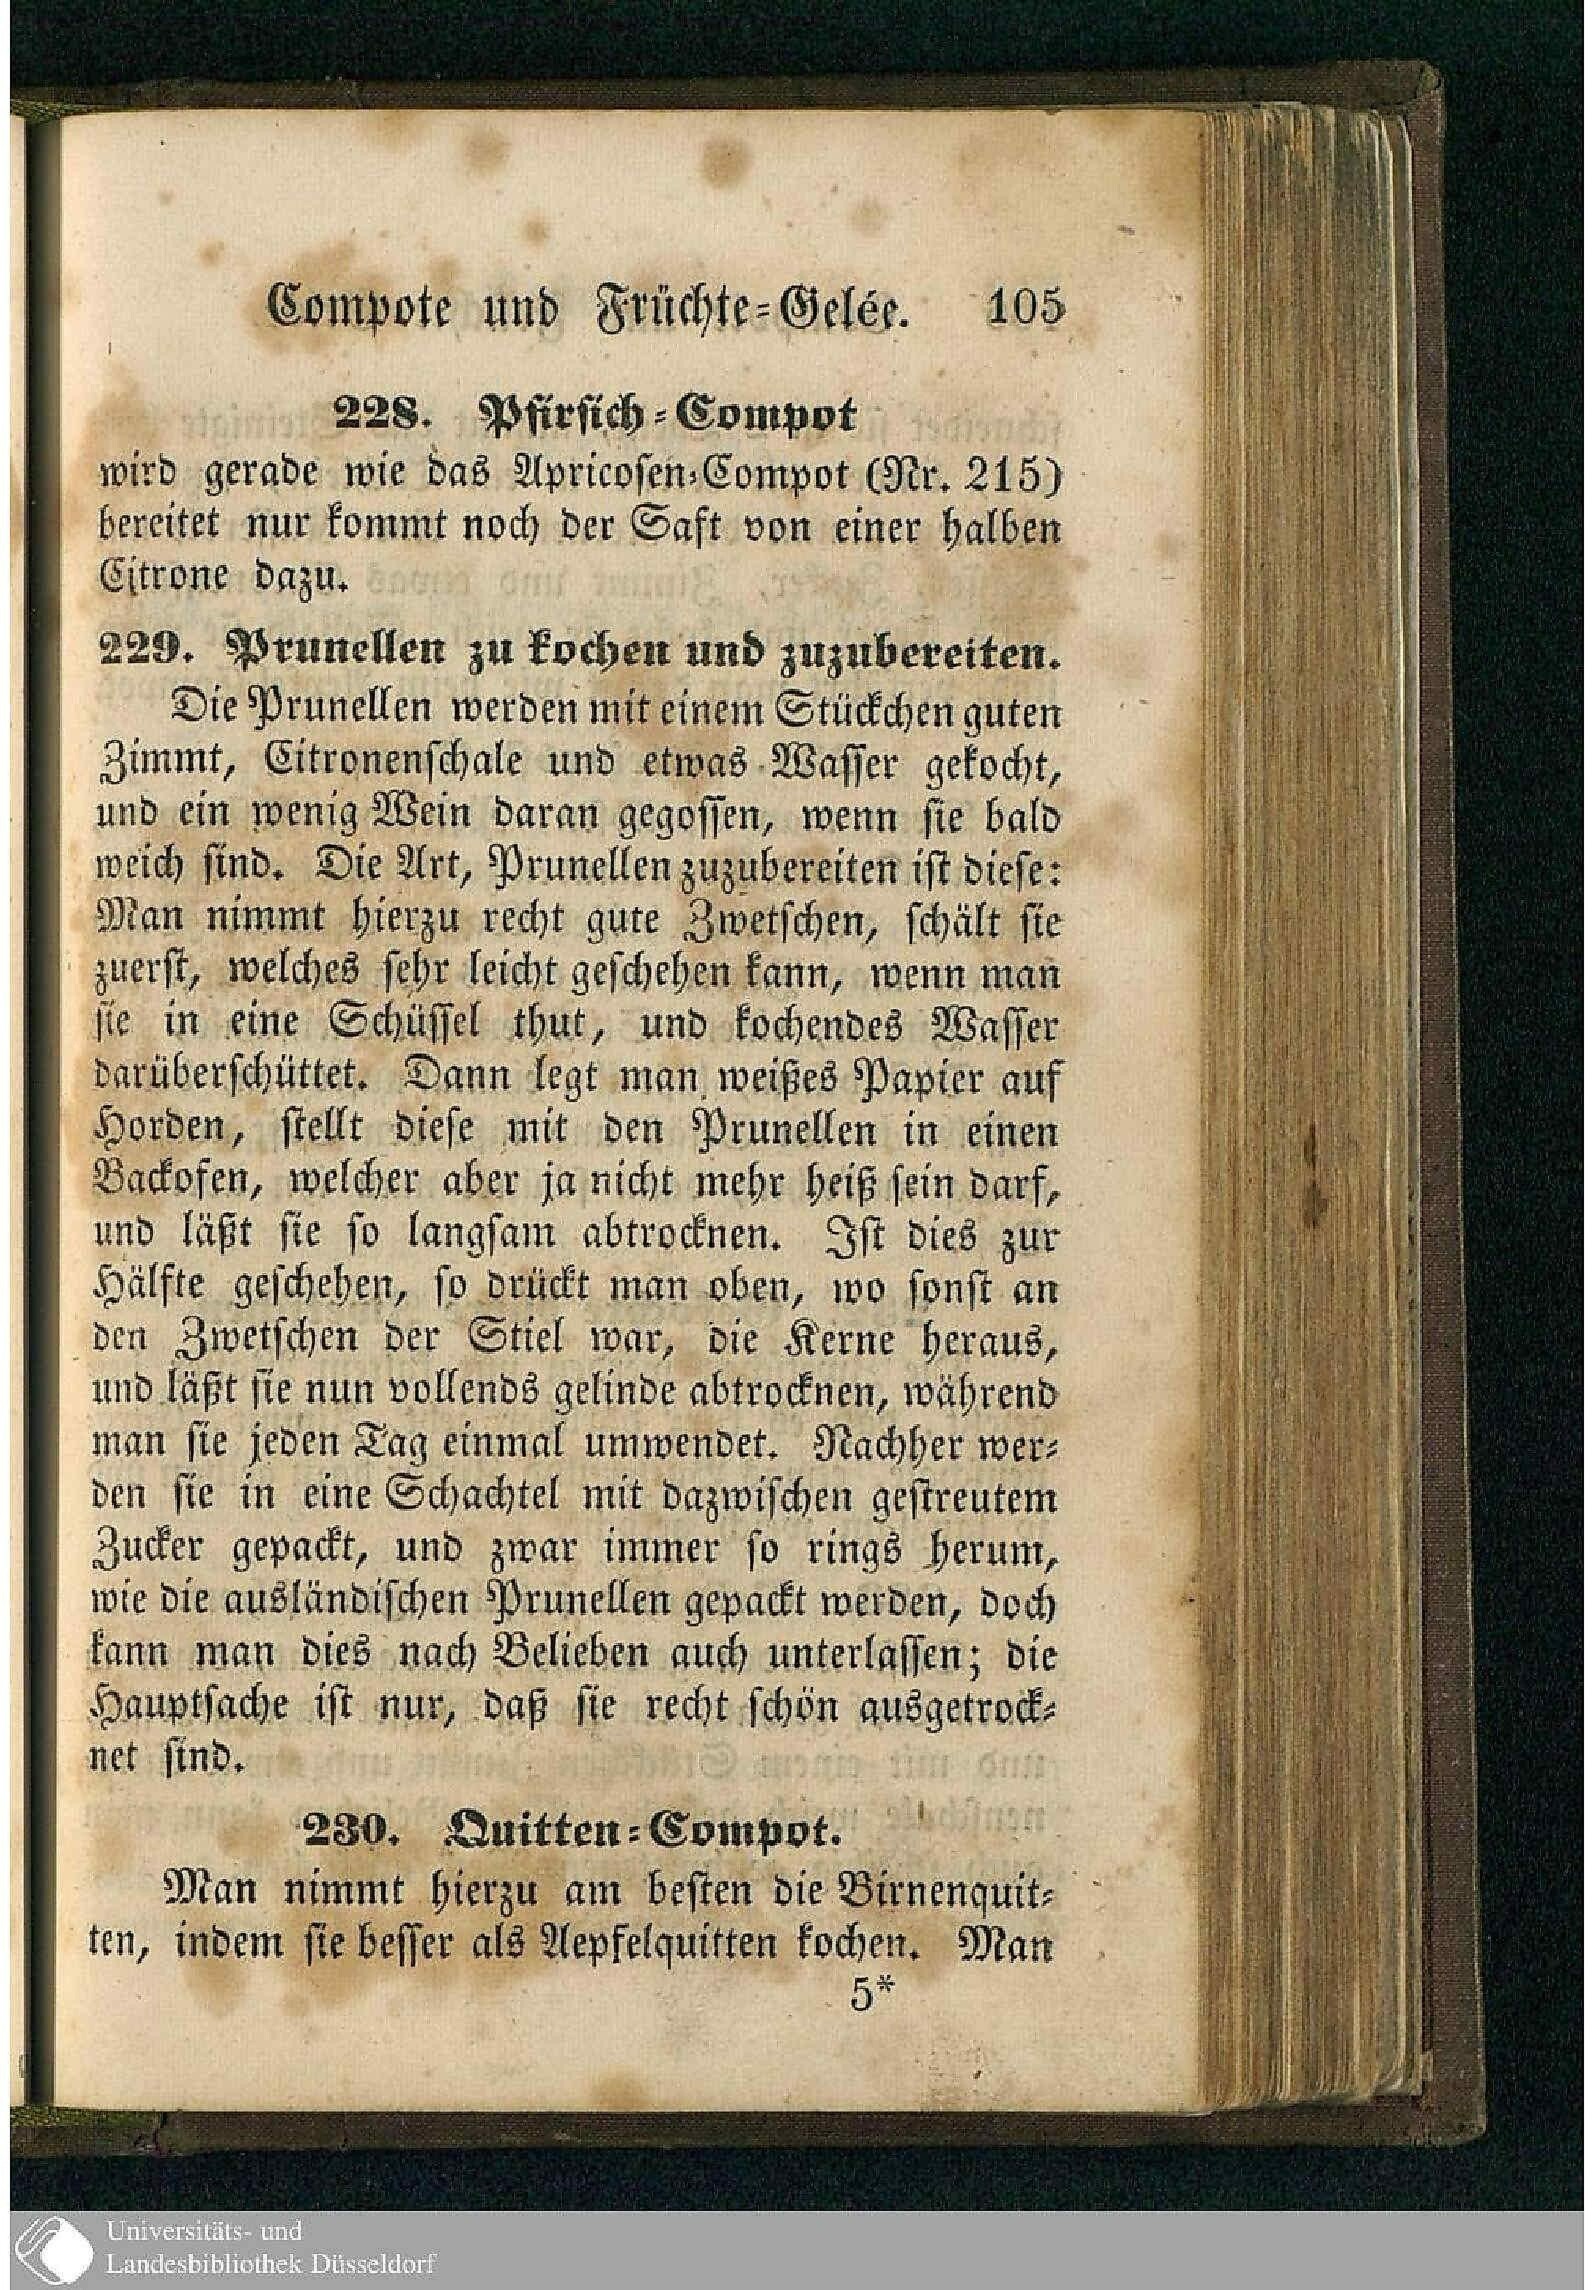 Compote und Früchte-Gelée. 105
228. Pfirsich-Compot
wird gerade wie das Apricosen-Compot (Nr. 215)
bereitet nur kommt noch der Saft von einer halben
Citrone dazu.
229. Prunellen zu kochen und zuzubereiten.
Die Prunellen werden mit einem Stückchen guten
Zimmt, Citronenschale und etwas Wasser gekocht,
und ein wenig Wein daran gegossen, wenn sie bald
weich sind. Die Art, Prunellen zuzubereiten ist diese:
Man nimmt hierzu recht gute Zwetschen, schält sie
zuerst, welches sehr leicht geschehen kann, wenn man
sie in eine Schüssel thut, und kochendes Wasser
darüberschüttet. Dann legt man weißes Papier auf
Horden, stellt diese mit den Prunellen in einen
Backofen, welcher aber ja nicht mehr heiß sein darf,
und läßt sie so langsam abtrocknen. Ist dies zur
Hälfte geschehen, so drückt man oben, wo sonst an
den Zwetschen der Stiel war, die Kerne heraus,
und läßt sie nun vollends gelinde abtrocknen, während
man sie jeden Tag einmal umwendet. Nachher wer-
den sie in eine Schachtel mit dazwischen gestreutem
Zucker gepackt, und zwar immer so rings herum,
wie die ausländischen Prunellen gepackt werden, doch
kann man dies nach Belieben auch unterlassen; die
Hauptsache ist nur, daß sie recht schön ausgetrock-
net sind.
230. Quitten-Compot.
Man nimmt hierzu am besten die Birnenquit-
ten, indem sie besser als Aepfelquitten kochen. Man
5*
Universitäts- und
Landesbibliothek Düsseldorf